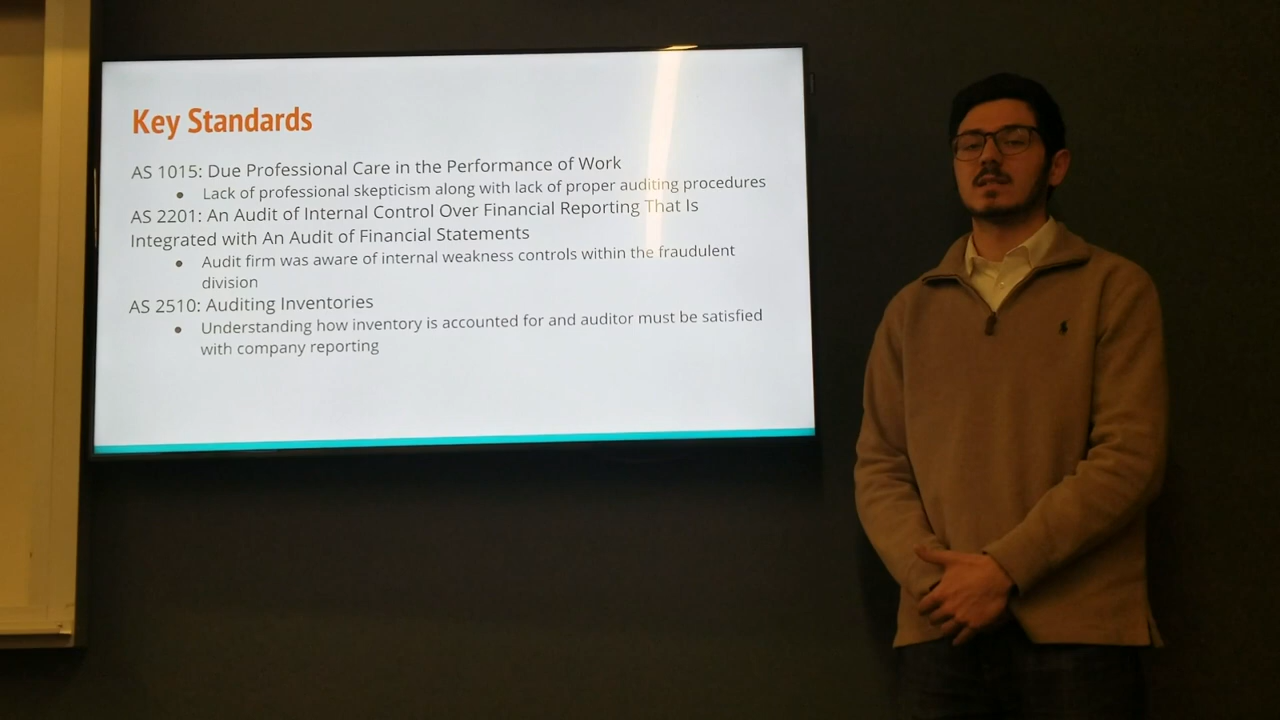 Key Standards
AS 1015: Due Professional Care in the Performance of Work
● Lack of professional skepticism along with lack of proper auditing procedures
AS 2201: An Audit of Internal Control Over Financial Reporting That Is
Integrated with An Audit of Financial Statements
● Audit firm was aware of internal weakness controls within the fraudulent
division
AS 2510: Auditing Inventories
● Understanding how inventory is accounted for and auditor must be satisfied
with company reporting